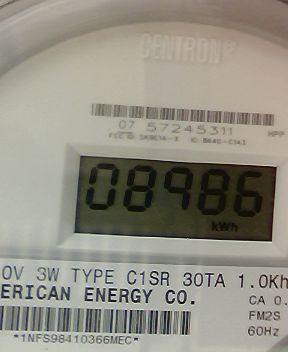 CENTRON®
07 57245311
HPP
08986
kWh
0V 3W TYPE C1SR 30TA 1.0Kh
ERICAN ENERGY CO.
CA 0.
FM2S
60Hz
*1NFS98410366MEC*